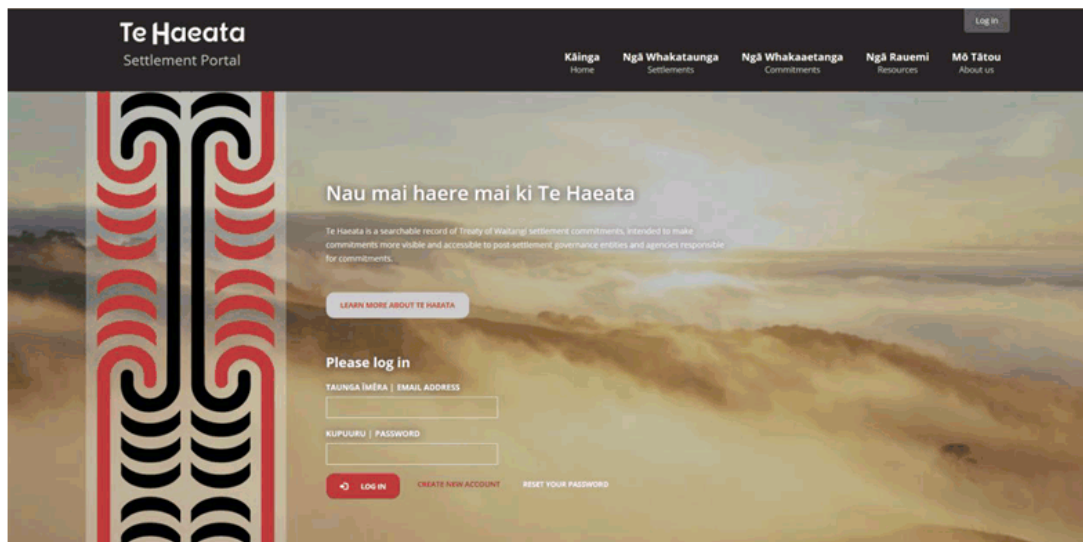 Te Haeata
Settlement Portal
Log in
Kāinga
Home
Ngā Whakataunga
Settlements
Ngā Whakaaetanga
Commitments
Ngā Rauemi
Resources
Mō Tātou
About us
Nau mai haere mai ki Te Haeata
Te Haeata is a searchable record of Treaty of Waitangi settlement commitments, intended to make
commitments more visible and accessible to post-settlement governance entities and agencies responsible
for commitments.
LEARN MORE ABOUT TE HAEATA
Please log in
TAUNGA ĪMĒRA | EMAIL ADDRESS
KUPUURU | PASSWORD
LOG IN
CREATE NEW ACCOUNT
RESET YOUR PASSWORD